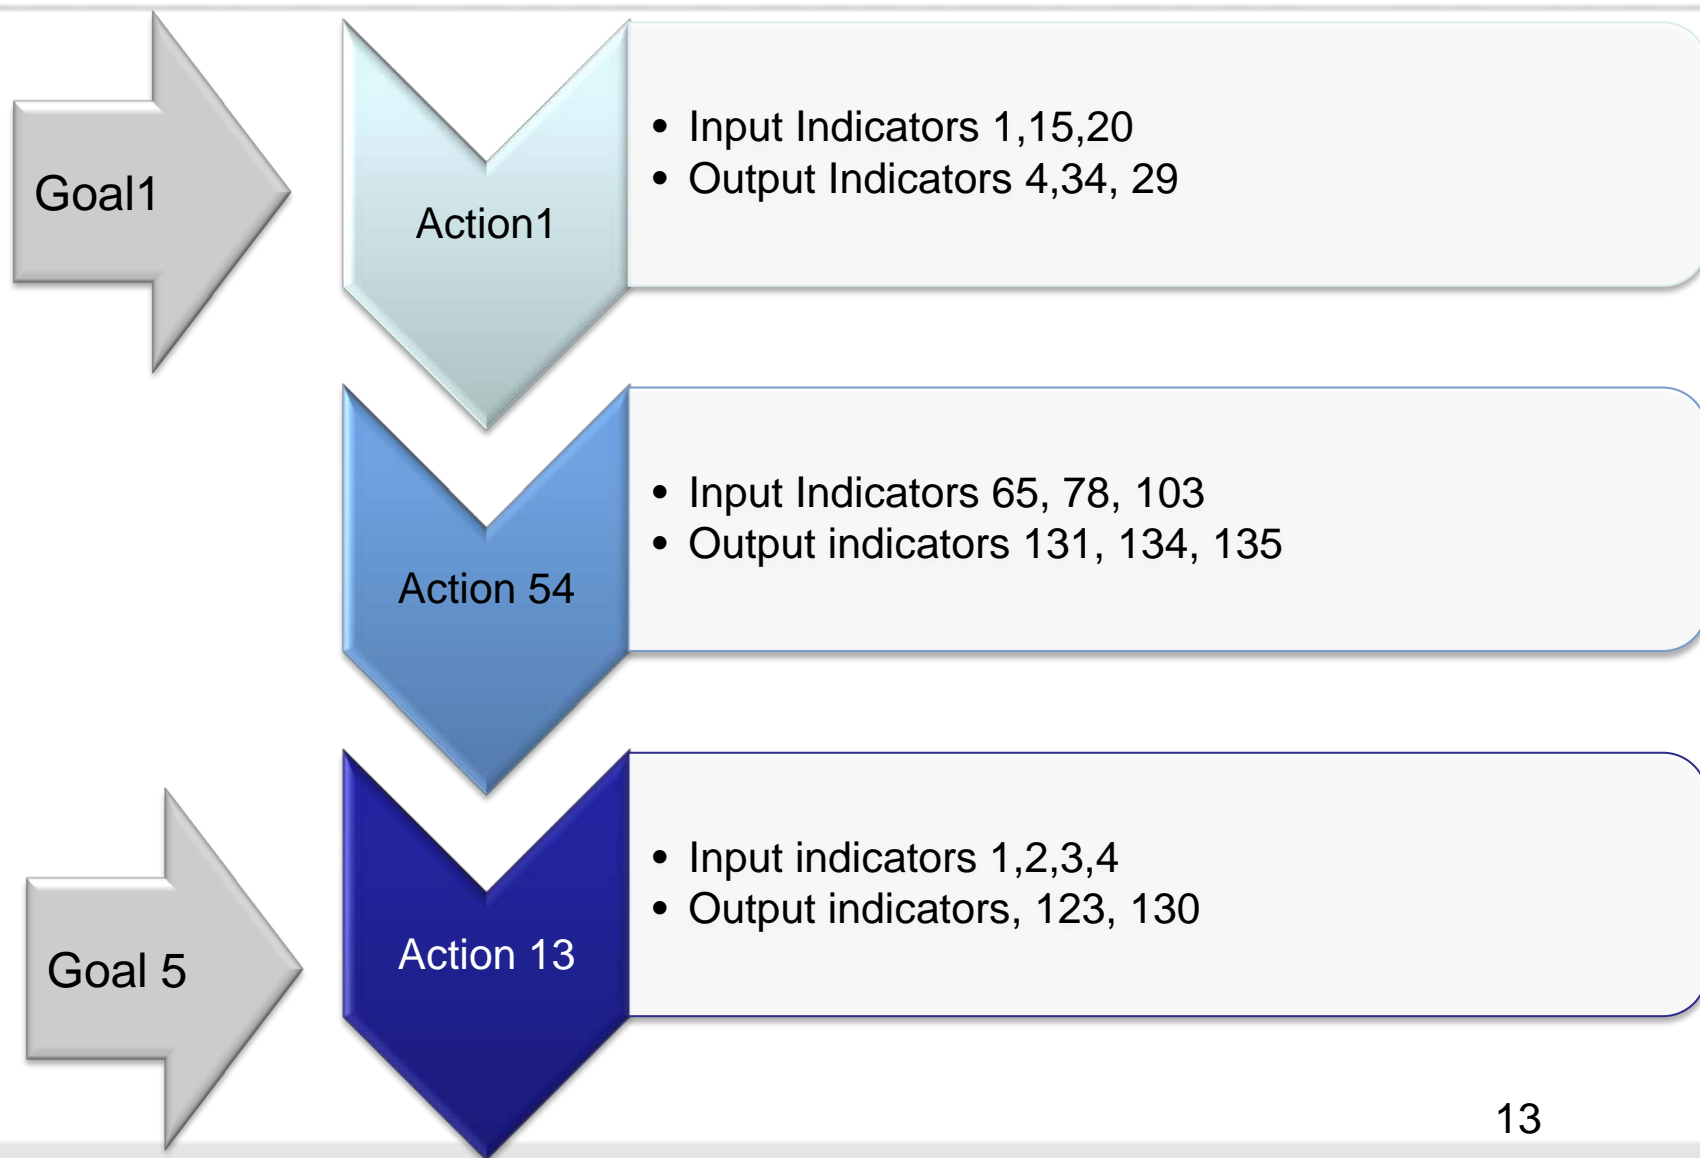 Goal1
Action1
• Input Indicators 1,15,20
• Output Indicators 4,34, 29
Action 54
• Input Indicators 65, 78, 103
• Output indicators 131, 134, 135
Goal 5
Action 13
• Input indicators 1,2,3,4
• Output indicators, 123, 130
13